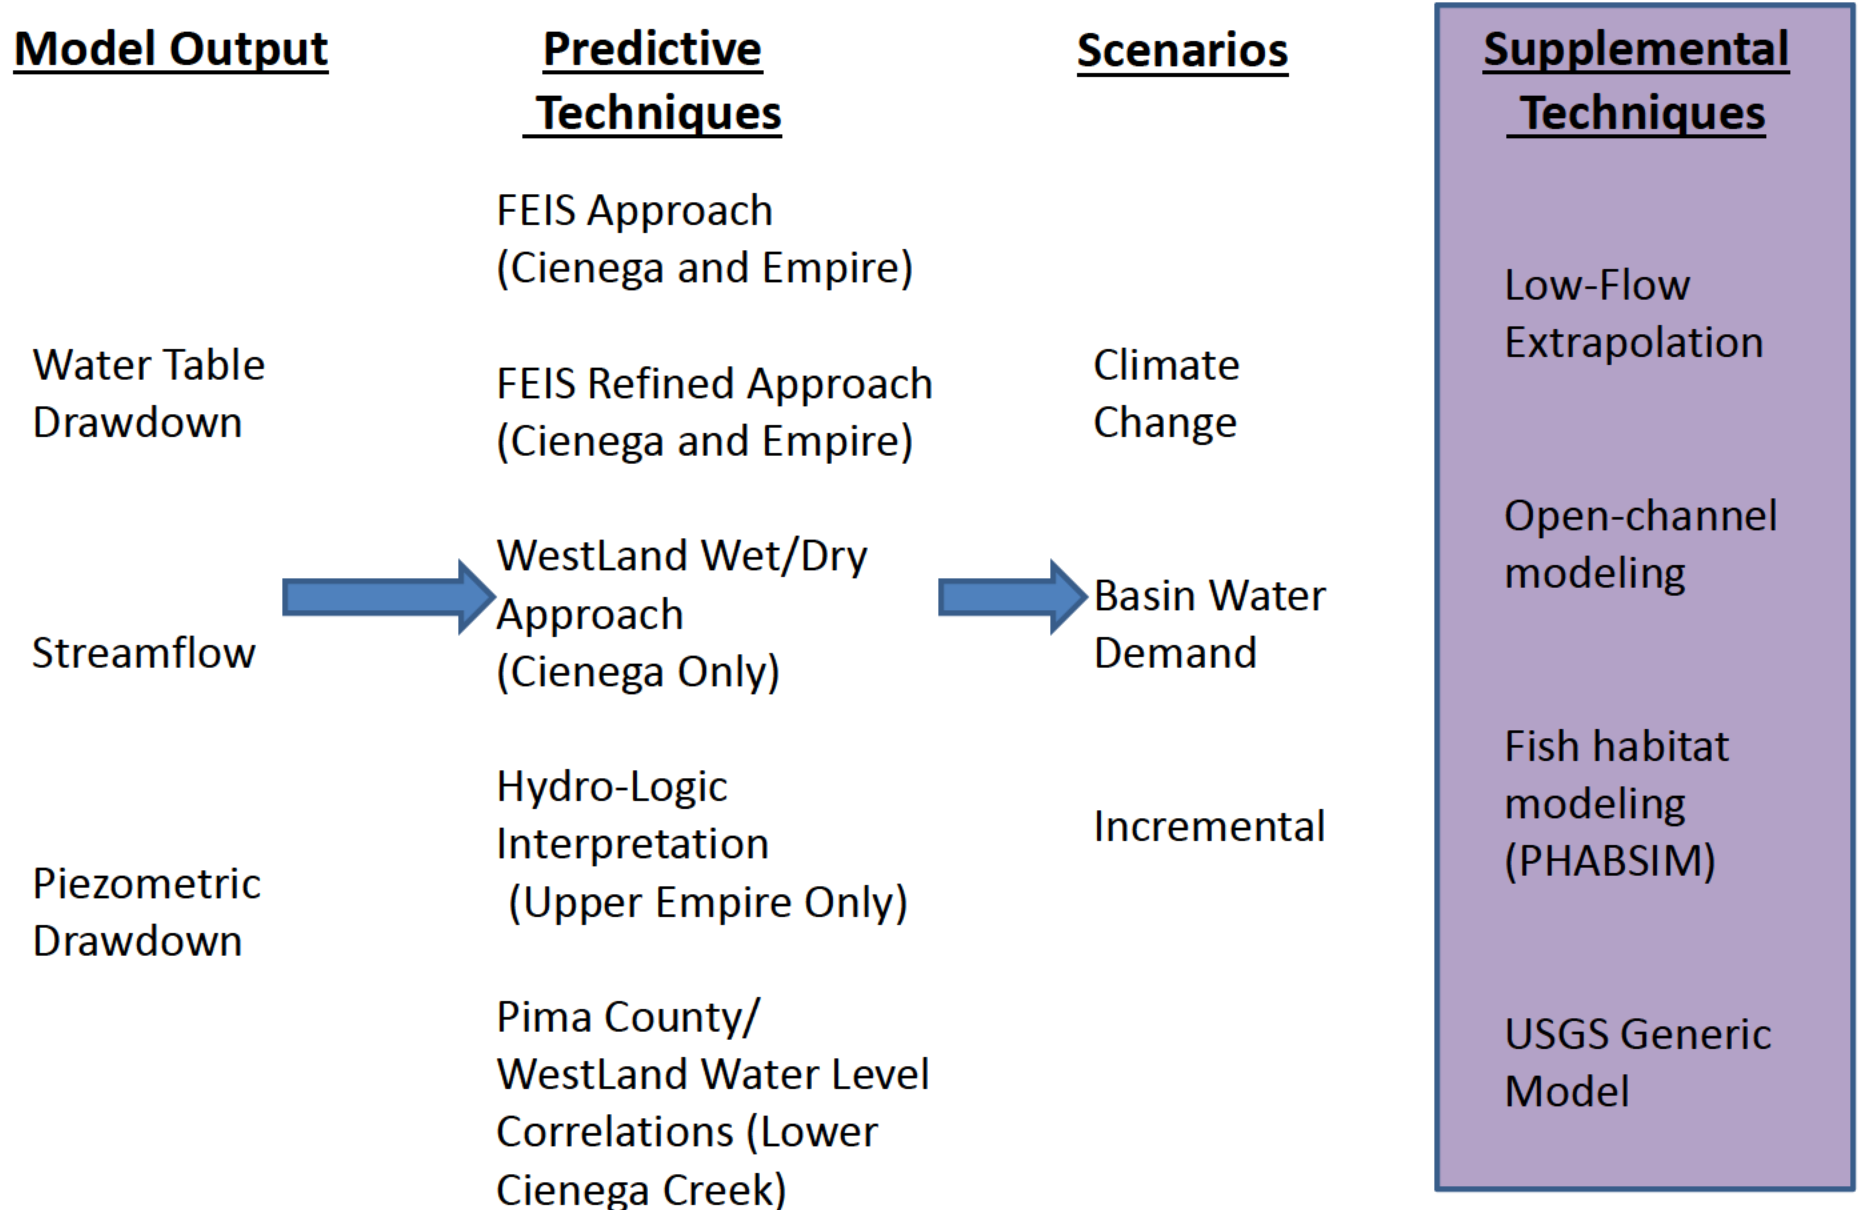 Model Output
Water Table
Drawdown
Streamflow
Piezometric
Drawdown
Predictive
Techniques
FEIS Approach
(Cienega and Empire)
FEIS Refined Approach
(Cienega and Empire)
WestLand Wet/Dry
Approach
(Cienega Only)
Hydro-Logic
Interpretation
(Upper Empire Only)
Pima County/
WestLand Water Level
Correlations (Lower
Cienega Creek)
Scenarios
Climate
Change
Basin Water
Demand
Incremental
Supplemental
Techniques
Low-Flow
Extrapolation
Open-channel
modeling
Fish habitat
modeling
(PHABSIM)
USGS Generic
Model